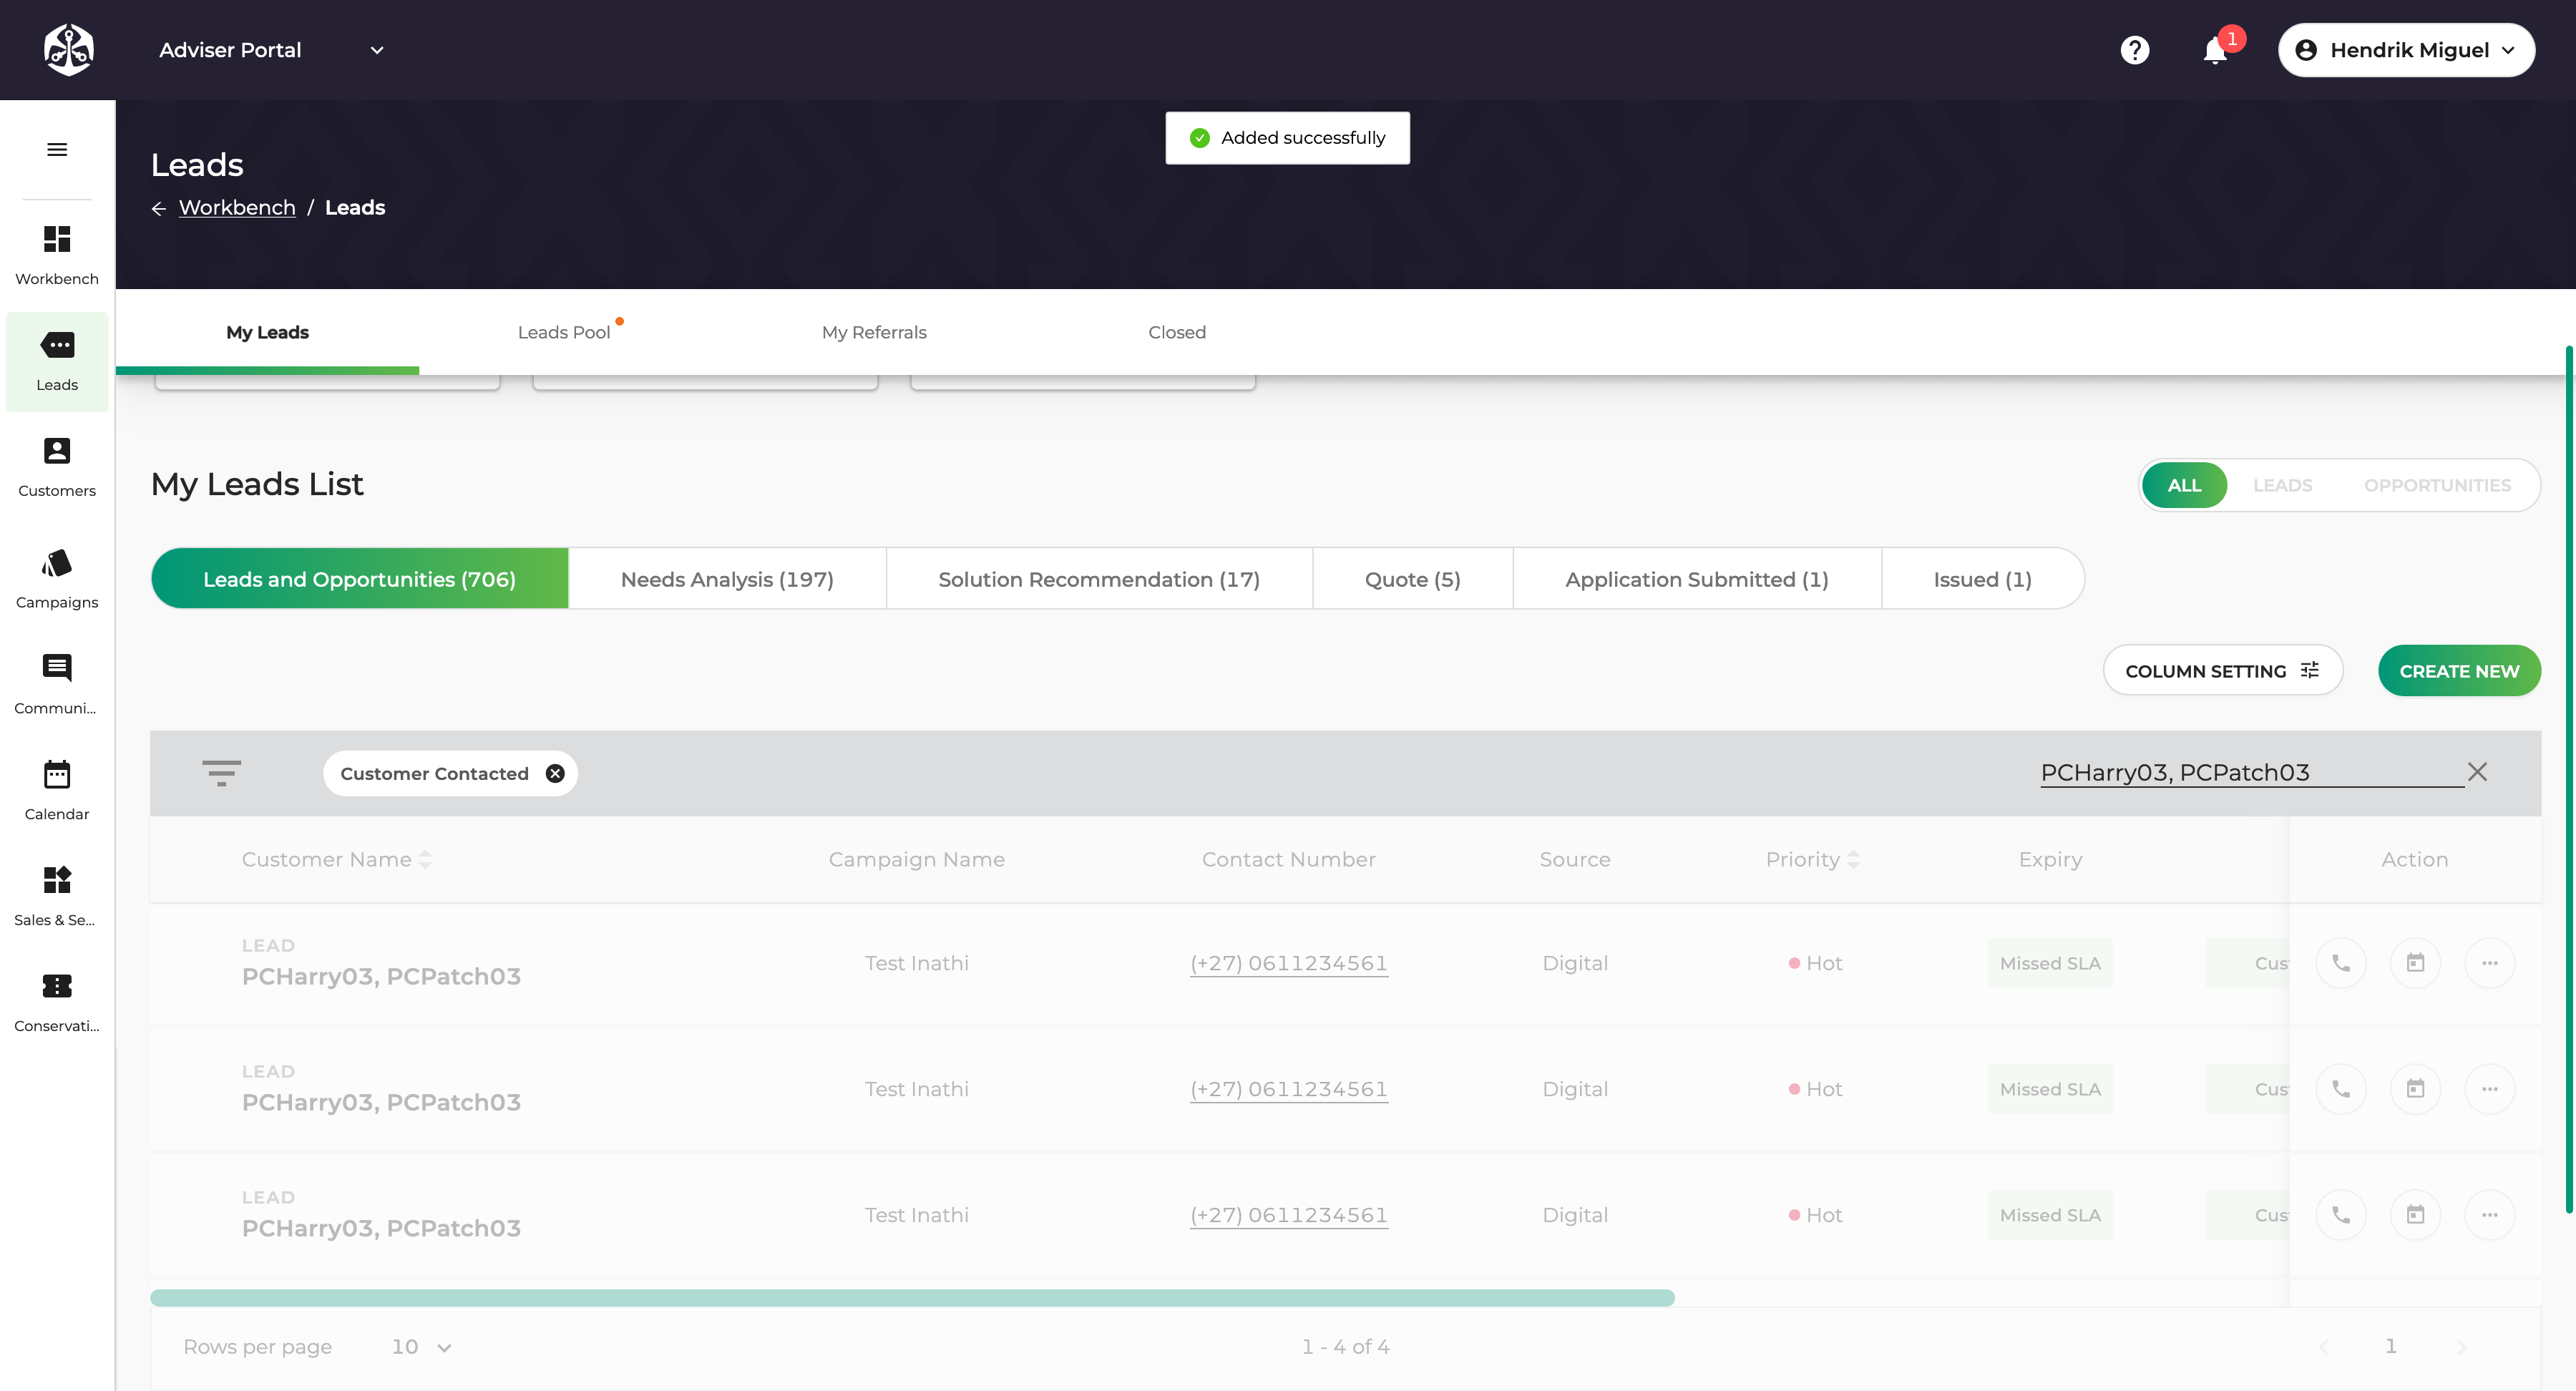 Adviser Portal
1
Hendrik Miguel
Added successfully
Leads
Workbench / Leads
Workbench
Leads
Customers
Campaigns
Communi...
Calendar
Sales & Se...
Conservati...
My Leads
Leads Pool
My Referrals
Closed
My Leads List
ALL
LEADS
OPPORTUNITIES
Leads and Opportunities (706)
Needs Analysis (197)
Solution Recommendation (17)
Quote (5)
Application Submitted (1)
Issued (1)
COLUMN SETTING
CREATE NEW
Customer Contacted
PCHarry03, PCPatch03
Customer Name
Campaign Name
Contact Number
Source
Priority
Expiry
Action
LEAD
PCHarry03, PCPatch03
Test Inathi
(+27) 0611234561
Digital
Hot
Missed SLA
Cus
LEAD
PCHarry03, PCPatch03
Test Inathi
(+27) 0611234561
Digital
Hot
Missed SLA
Cus
LEAD
PCHarry03, PCPatch03
Test Inathi
(+27) 0611234561
Digital
Hot
Missed SLA
Cus
Rows per page
10
1 - 4 of 4
1